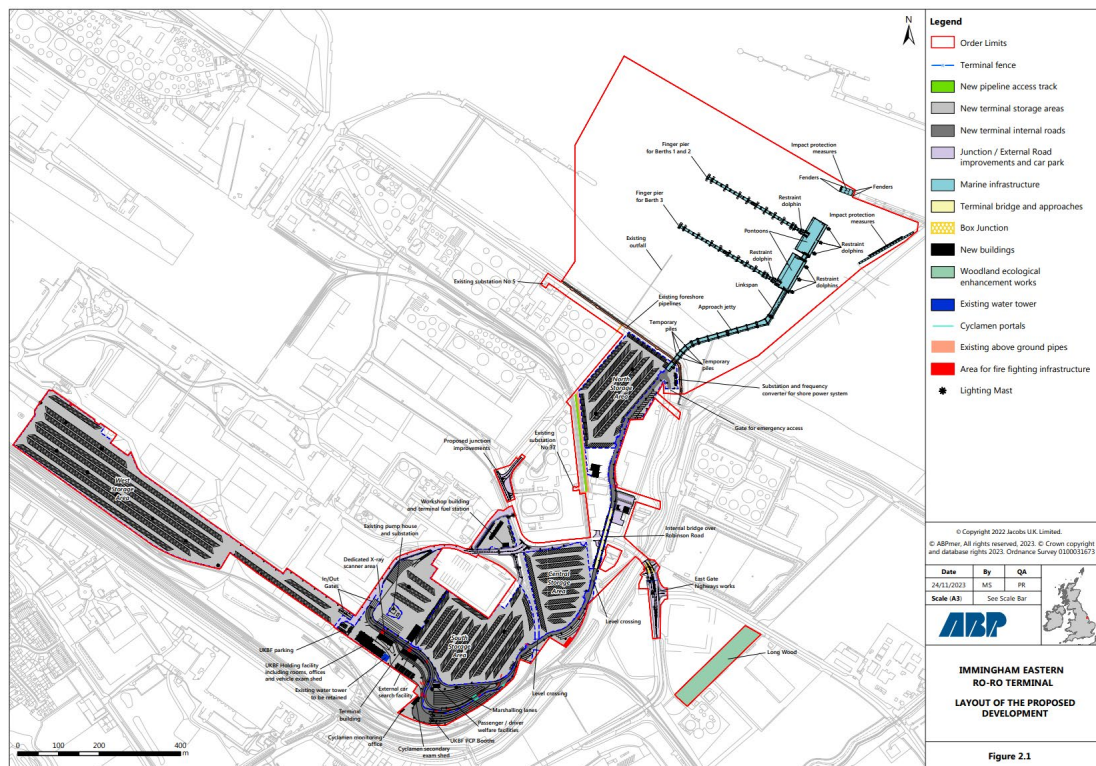 N
Finger pier
for Berths 1 and 2
Impact protection
measures
Fenders
Fenders
Restraint
dolphin
Finger pier
for Berth 3
Impact protection
measures
Pontoons
Existing
outfall
Restraint
dolphins
Restraint
dolphin
Existing substation No 5
Restraint
dolphins
Linkspan
Existing foreshore
pipelines
Approach jetty
Temporary
piles
Temporary
piles
North
Storage
Area
Substation and frequency
converter for shore power system
Gate for emergency access
Existing
substation
Proposed junction
improvements
West
Storage
Area
Workshop building
and terminal fuel station
Existing pump house
and substation
Internal bridge over
Robinson Road
Dedicated X-ray
scanner area
Central
Storage
Area
East Gate
highways works
In/Out
Gates
Level crossing
UKBF parking
South
Storage
Area
Long Wood
UKBF Holding facility
including rooms, offices
and vehicle exam shed
Existing water tower
to be retained
External car
search facility
Level crossing
Terminal
building
Marshalling lanes
Passenger / driver
welfare facilities
Cyclamen monitoring
office
UKBF PCP Booths
Cyclamen secondary
exam shed
0 100 200 400
m
Legend
Order Limits
Terminal fence
New pipeline access track
New terminal storage areas
New terminal internal roads
Junction / External Road
improvements and car park
Marine infrastructure
Terminal bridge and approaches
Box Junction
New buildings
Woodland ecological
enhancement works
Existing water tower
Cyclamen portals
Existing above ground pipes
Area for fire fighting infrastructure
Lighting Mast
© Copyright 2022 Jacobs U.K. Limited.
© ABPmer, All rights reserved, 2023. © Crown copyright
and database rights 2023. Ordnance Survey 0100031673
Date By QA
24/11/2023 MS PR
Scale (A3) See Scale Bar
ABP
IMMINGHAM EASTERN
RO-RO TERMINAL
LAYOUT OF THE PROPOSED
DEVELOPMENT
Figure 2.1